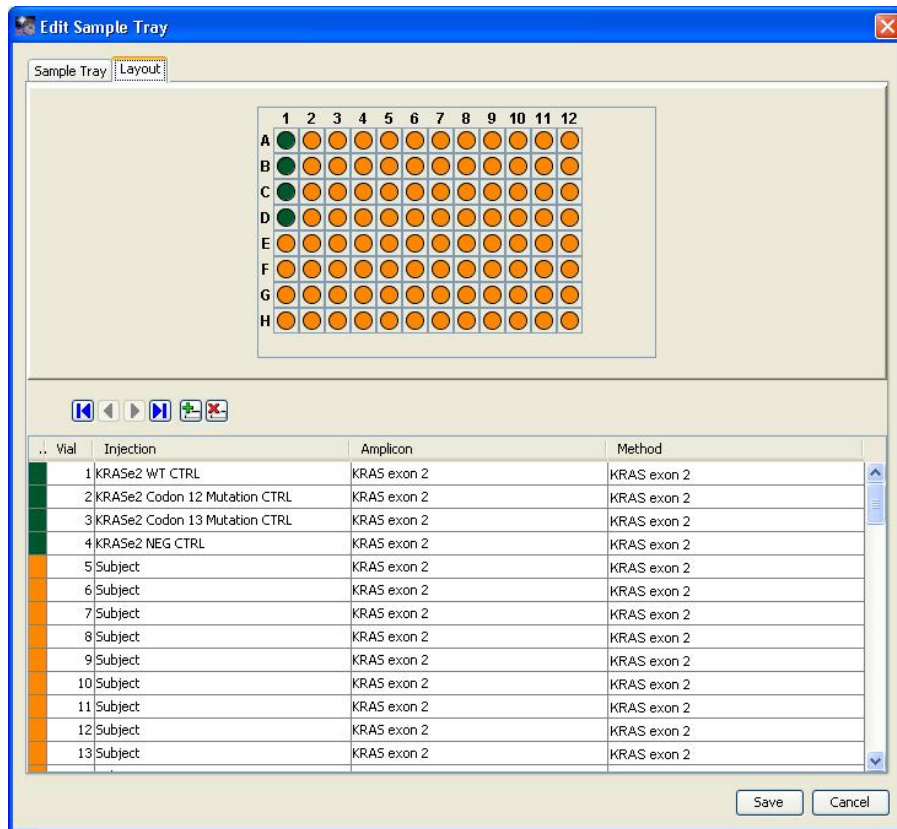 Edit Sample Tray
Sample Tray Layout
1 2 3 4 5 6 7 8 9 10 11 12
A
B
C
D
E
F
G
H
.. Vial Injection Amplicon Method
1 KRASe2 WT CTRL KRAS exon 2 KRAS exon 2
2 KRASe2 Codon 12 Mutation CTRL KRAS exon 2 KRAS exon 2
3 KRASe2 Codon 13 Mutation CTRL KRAS exon 2 KRAS exon 2
4 KRASe2 NEG CTRL KRAS exon 2 KRAS exon 2
5 Subject KRAS exon 2 KRAS exon 2
6 Subject KRAS exon 2 KRAS exon 2
7 Subject KRAS exon 2 KRAS exon 2
8 Subject KRAS exon 2 KRAS exon 2
9 Subject KRAS exon 2 KRAS exon 2
10 Subject KRAS exon 2 KRAS exon 2
11 Subject KRAS exon 2 KRAS exon 2
12 Subject KRAS exon 2 KRAS exon 2
13 Subject KRAS exon 2 KRAS exon 2
Save Cancel